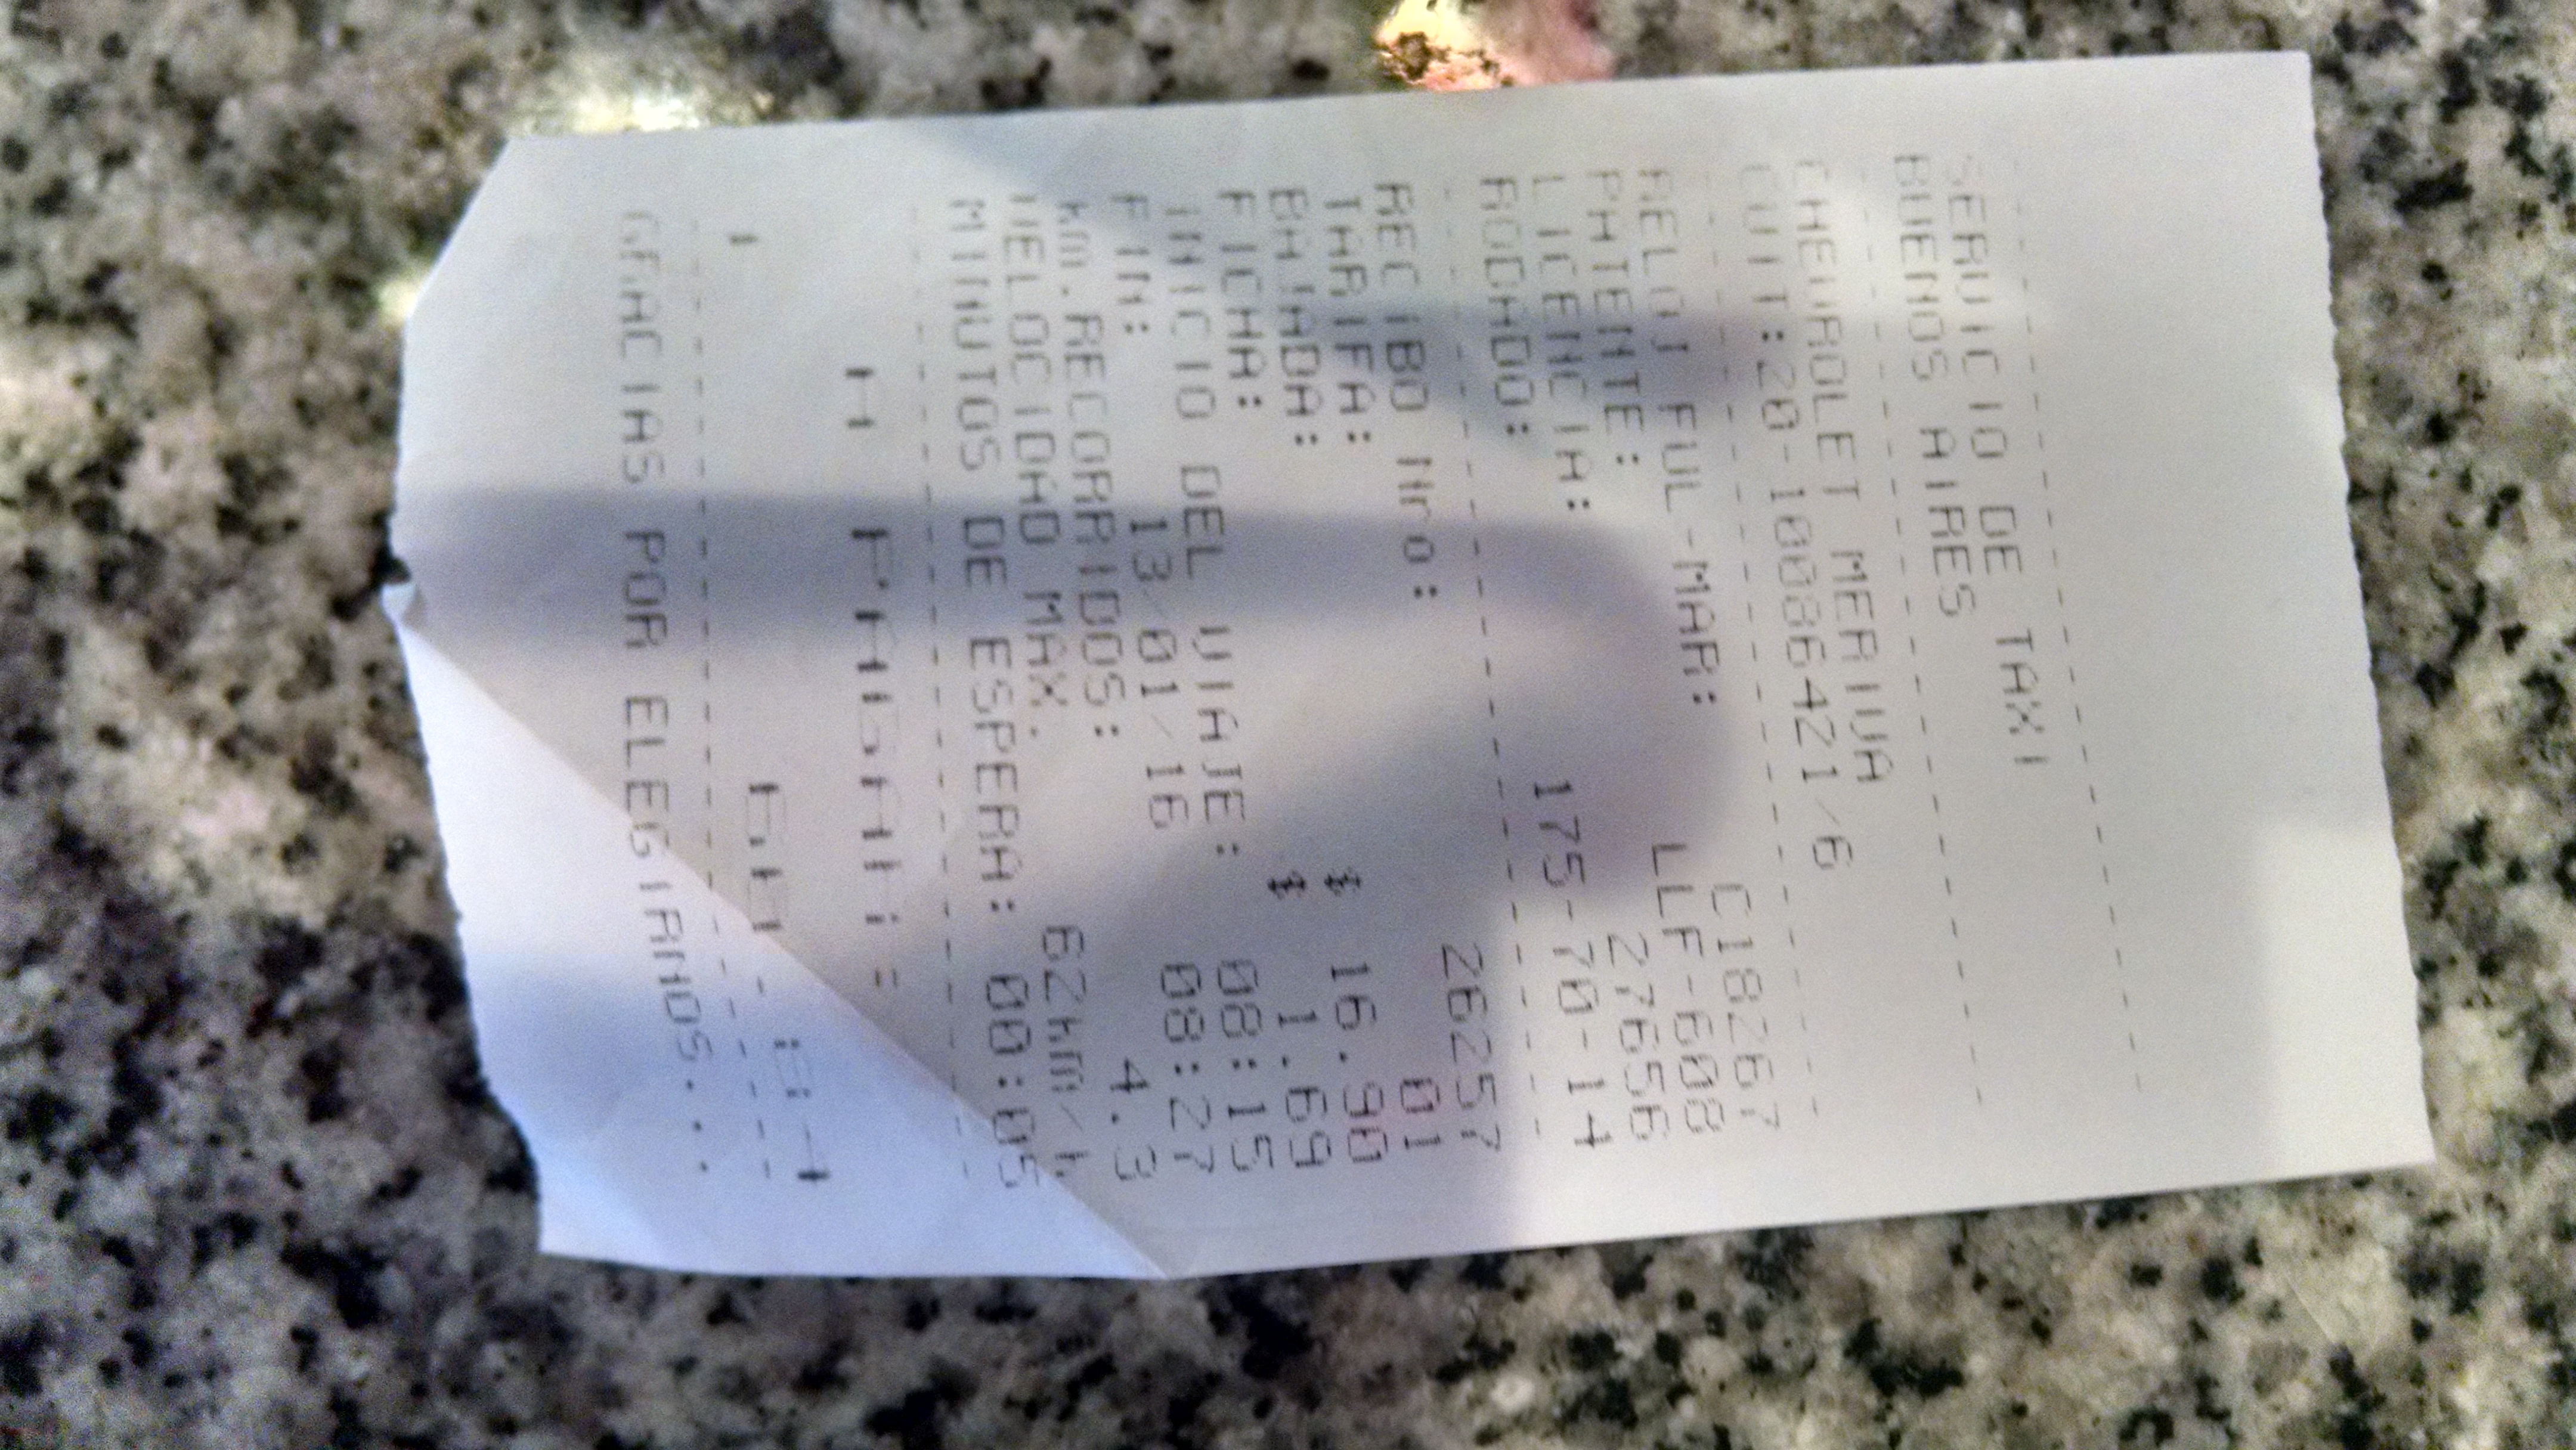 SERVICIO DE TAXI
BUENOS AIRES
CHEVROLET MERIVA
CUIT:20-10086421/6
RELOJ FUL-MAR: C18267
PATENTE: LLF-608
LICENCIA: 27656
RODADO: 175-70-14
RECIBO Nro: 26257
TARIFA: 01
BAJADA: $ 16.90
FICHA: $ 1.69
INICIO DEL VIAJE: 08:15
FIN: 13/01/16 08:27
Km.RECORRIDOS: 4.3
VELOCIDAD MAX. 62Km/h
MINUTOS DE ESPERA: 00:05
A PAGAR:
GRACIAS POR ELEGIRNOS...